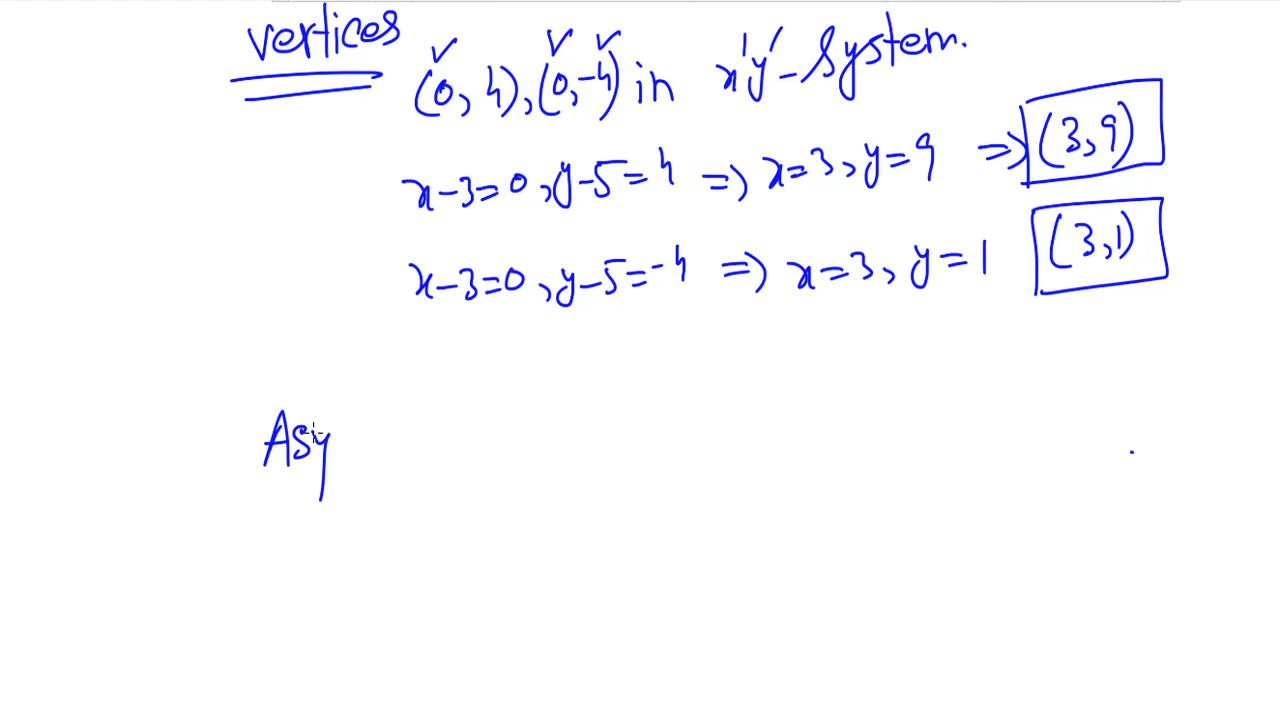 vertices
(0, 4), (0, -4) in x'y' - system.
x-3=0, y-5=4 => x=3, y=9 => (3,9)
x-3=0, y-5=-4 => x=3, y=1 (3,1)
Asy